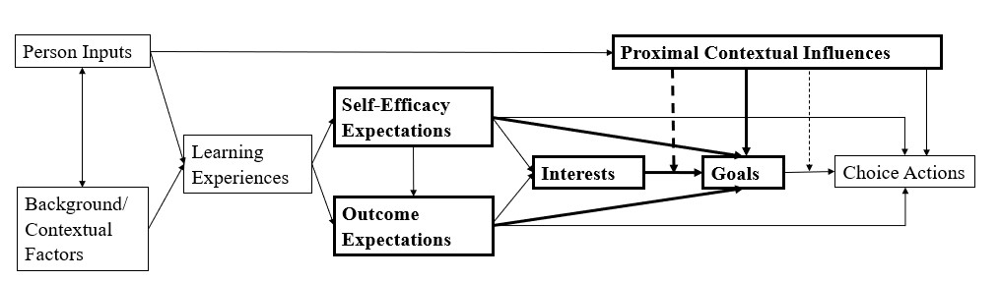 Person Inputs
Proximal Contextual Influences
Self-Efficacy
Expectations
Learning
Experiences
Interests
Goals
Choice Actions
Background/
Contextual
Factors
Outcome
Expectations